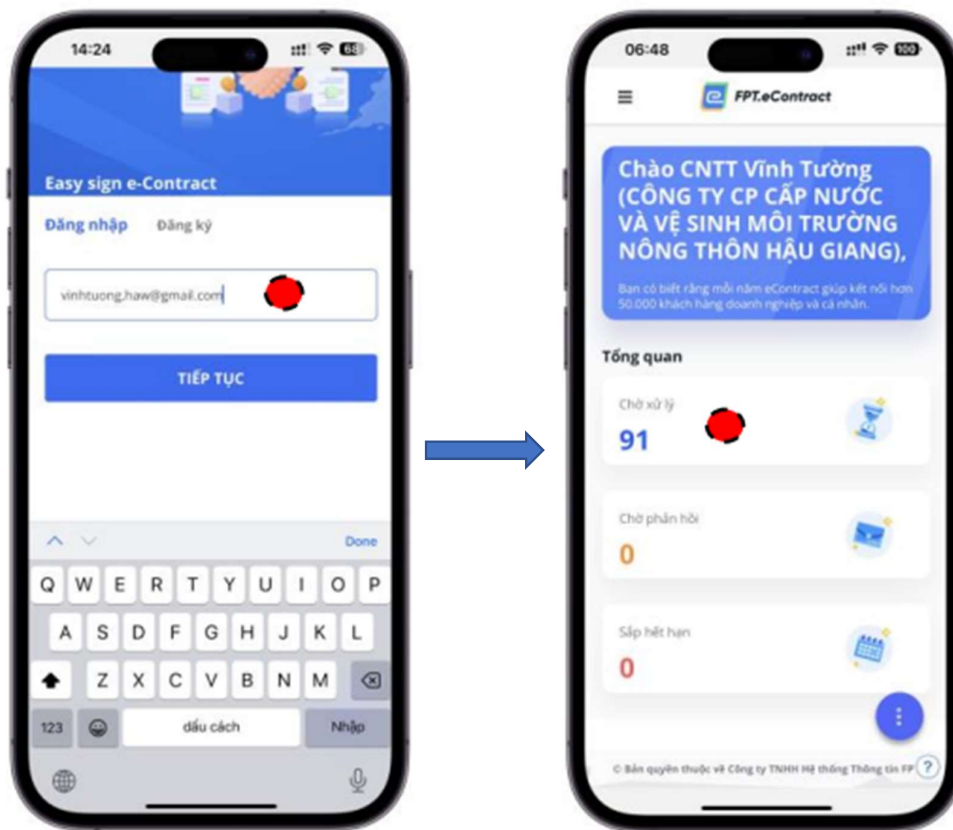 14:24
68
Easy sign e-Contract
Đăng nhập Đăng ký
vinhtuong.haw@gmail.com
TIẾP TỤC
Done
Q W E R T Y U I O P
A S D F G H J K L
Z X C V B N M
123 dấu cách Nhập
06:48
100
FPT.eContract
Chào CNTT Vĩnh Tường
(CÔNG TY CP CẤP NƯỚC
VÀ VỆ SINH MÔI TRƯỜNG
NÔNG THÔN HẬU GIANG),
Bạn có biết rằng mỗi năm eContract giúp kết nối hơn
50.000 khách hàng doanh nghiệp và cá nhân.
Tổng quan
Chờ xử lý
91
Chờ phản hồi
0
Sắp hết hạn
0
© Bản quyền thuộc về Công ty TNHH Hệ thống Thông tin FP
?